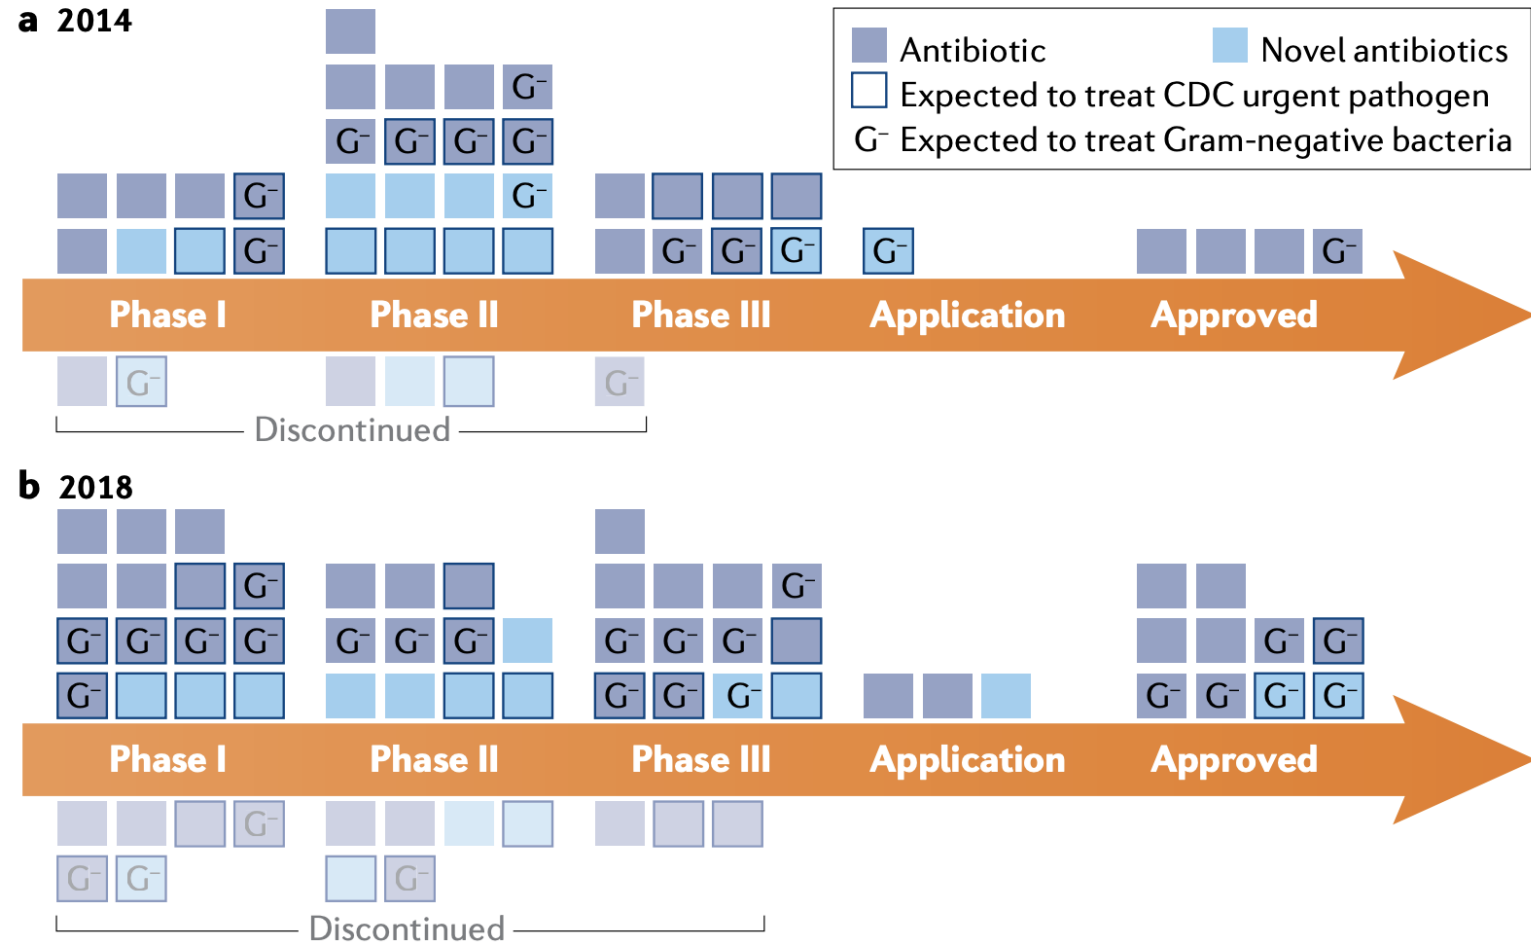 a 2014
Antibiotic
Novel antibiotics
Expected to treat CDC urgent pathogen
G⁻ Expected to treat Gram-negative bacteria
G⁻
G⁻ G⁻ G⁻ G⁻
G⁻ G⁻
G⁻ G⁻ G⁻ G⁻ G⁻ G⁻
Phase I Phase II Phase III Application Approved
G⁻ G⁻
Discontinued
b 2018
G⁻ G⁻
G⁻ G⁻ G⁻ G⁻ G⁻ G⁻ G⁻ G⁻ G⁻ G⁻ G⁻ G⁻
G⁻ G⁻ G⁻ G⁻ G⁻ G⁻ G⁻ G⁻
Phase I Phase II Phase III Application Approved
G⁻
G⁻ G⁻ G⁻
Discontinued